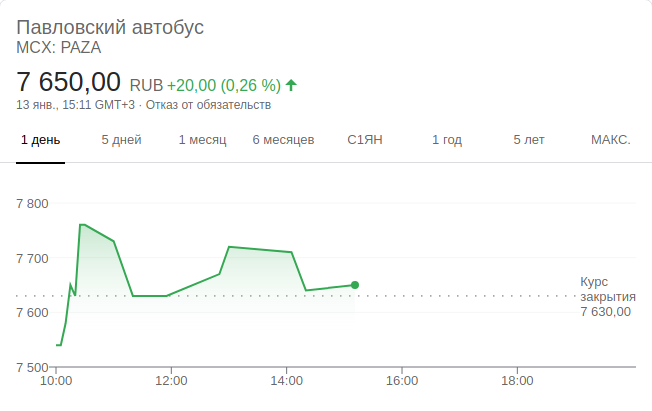 Павловский автобус
MCX: PAZA
7 650,00 RUB +20,00 (0,26 %)
13 янв., 15:11 GMT+3 · Отказ от обязательств
1 день 5 дней 1 месяц 6 месяцев С1ЯН 1 год 5 лет МАКС.
7 800
7 700
7 600
7 500
Курс
закрытия
7 630,00
10:00 12:00 14:00 16:00 18:00